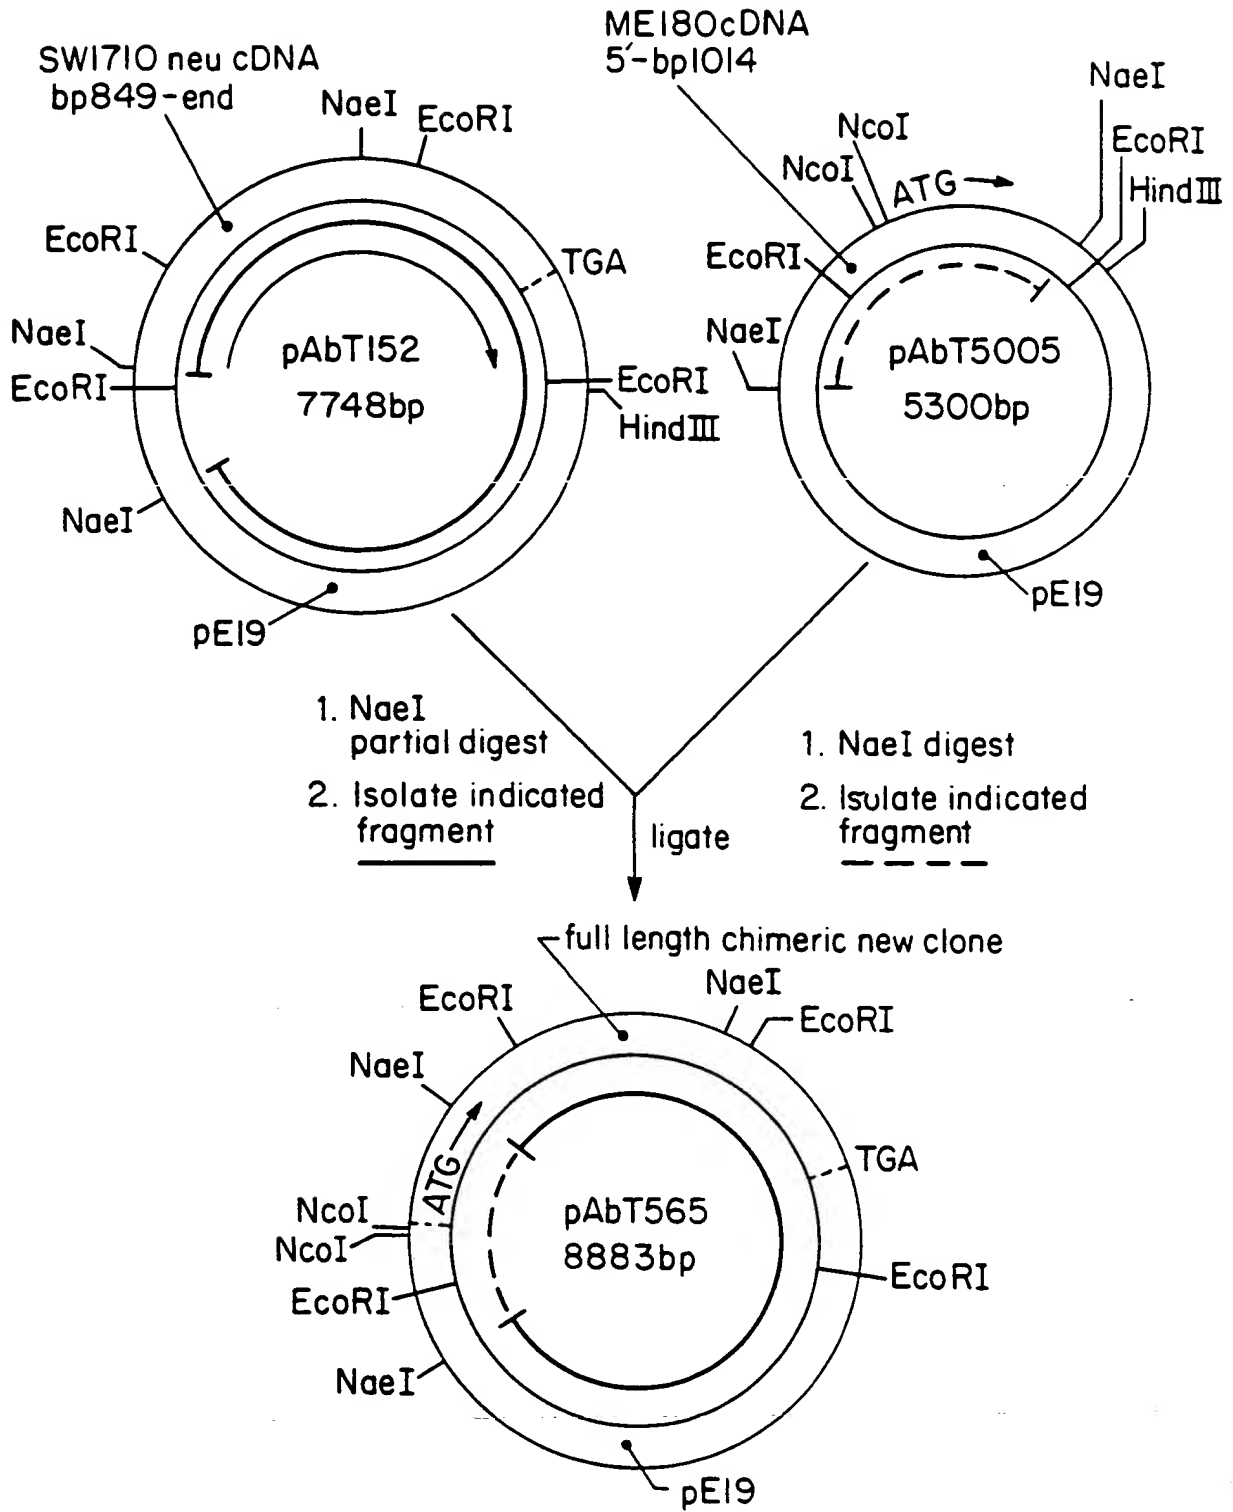 SW1710 neu cDNA
bp849-end
NaeI
EcoRI
EcoRI
TGA
NaeI
EcoRI
pAbT152
7748bp
EcoRI
HindIII
NaeI
pE19
ME180cDNA
5'-bp1014
NaeI
NcoI
EcoRI
NcoI
ATG
HindIII
EcoRI
NaeI
pAbT5005
5300bp
pE19
1. NaeI
partial digest
2. Isolate indicated
fragment
1. NaeI digest
2. Isulate indicated
fragment
ligate
full length chimeric new clone
NaeI
EcoRI
EcoRI
NaeI
ATG
TGA
NcoI
NcoI
pAbT565
8883bp
EcoRI
EcoRI
NaeI
pE19